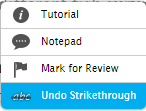 Tutorial
Notepad
Mark for Review
abc Undo Strikethrough